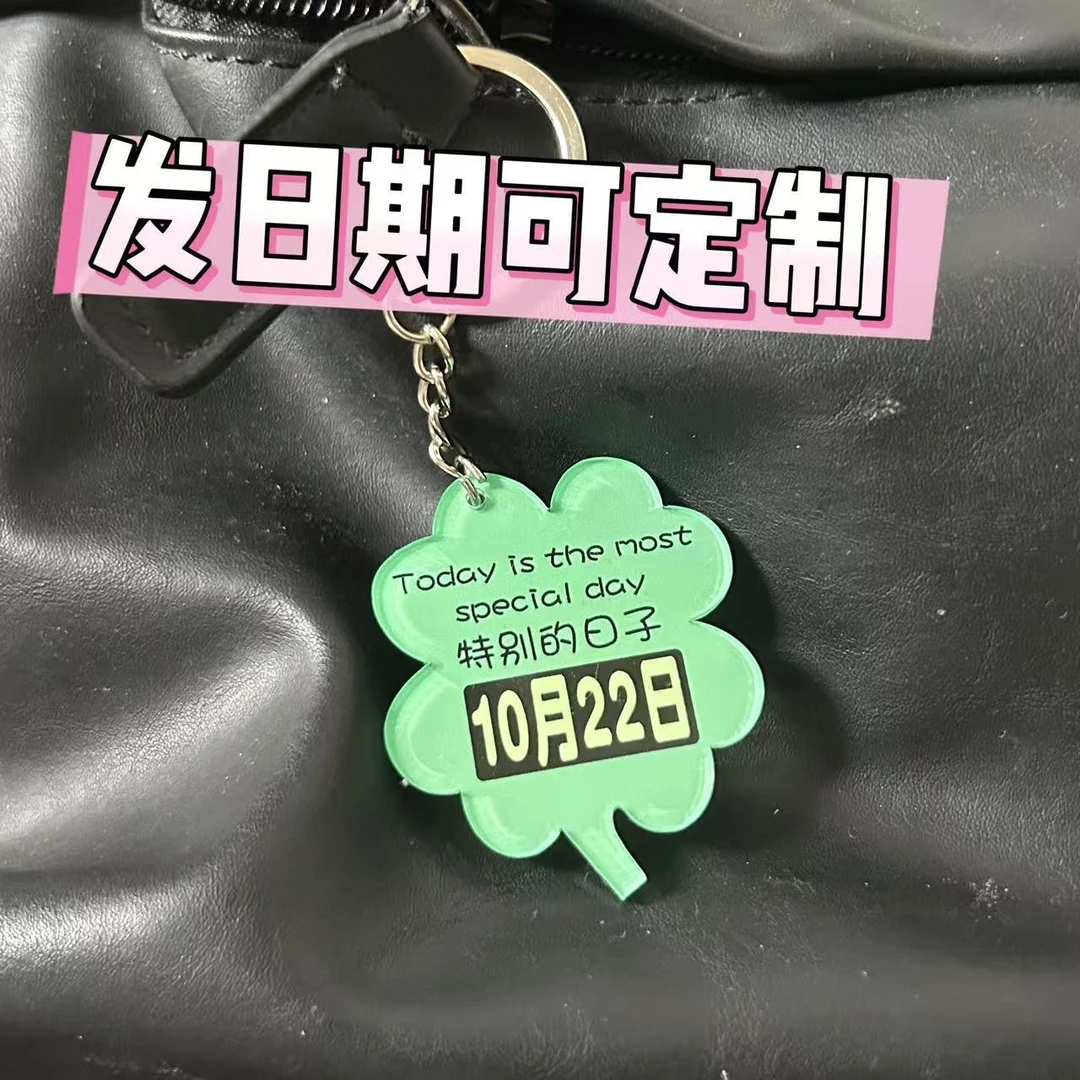 发日期可定制
Today is the most
special day
特别的日子
10月22日